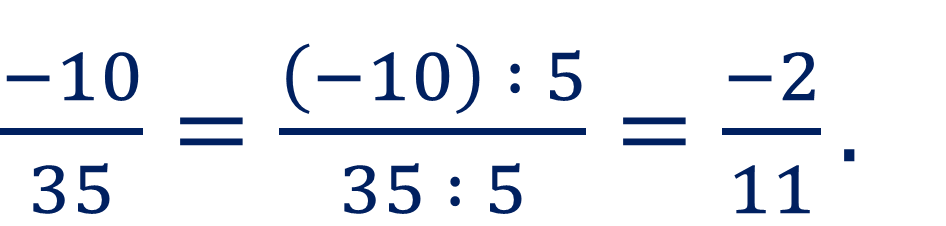 −10/35 = (−10) : 5/35 : 5 = −2/11.